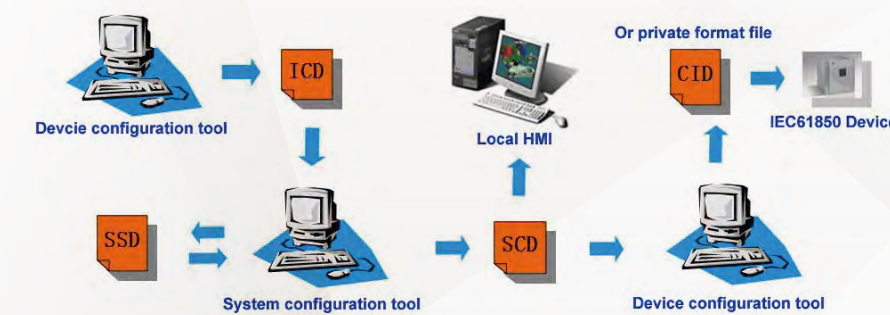 Or private format file
ICD
CID
Devcie configuration tool
Local HMI
IEC61850 Device
SSD
SCD
System configuration tool
Device configuration tool